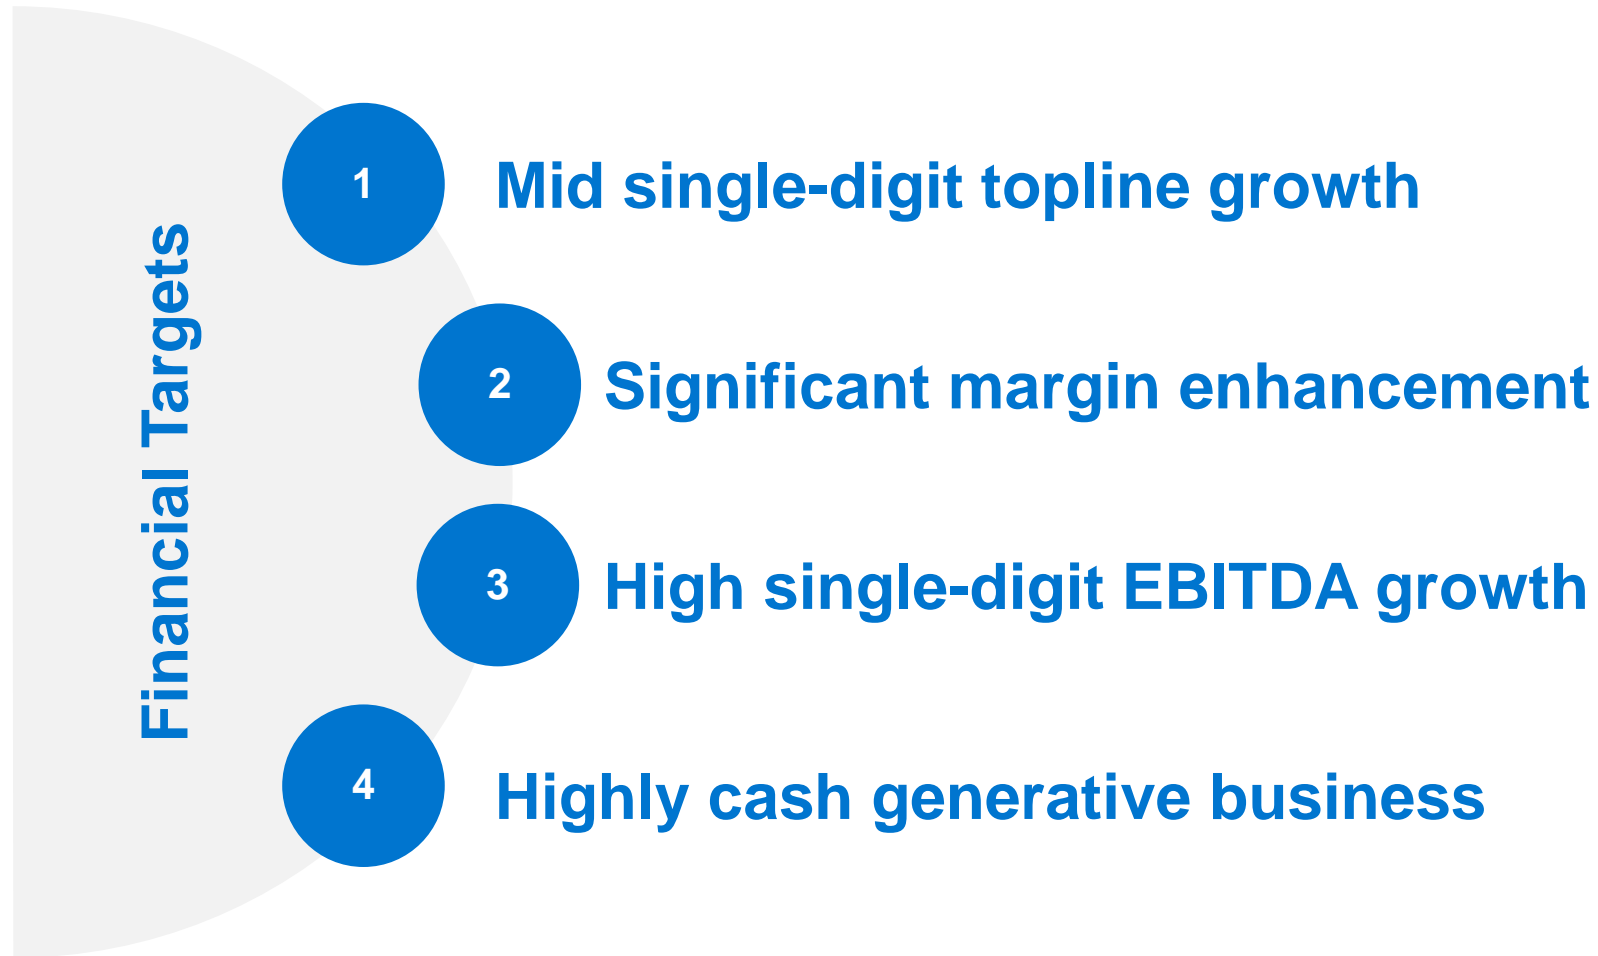 Financial Targets
1
Mid single-digit topline growth
2
Significant margin enhancement
3
High single-digit EBITDA growth
4
Highly cash generative business